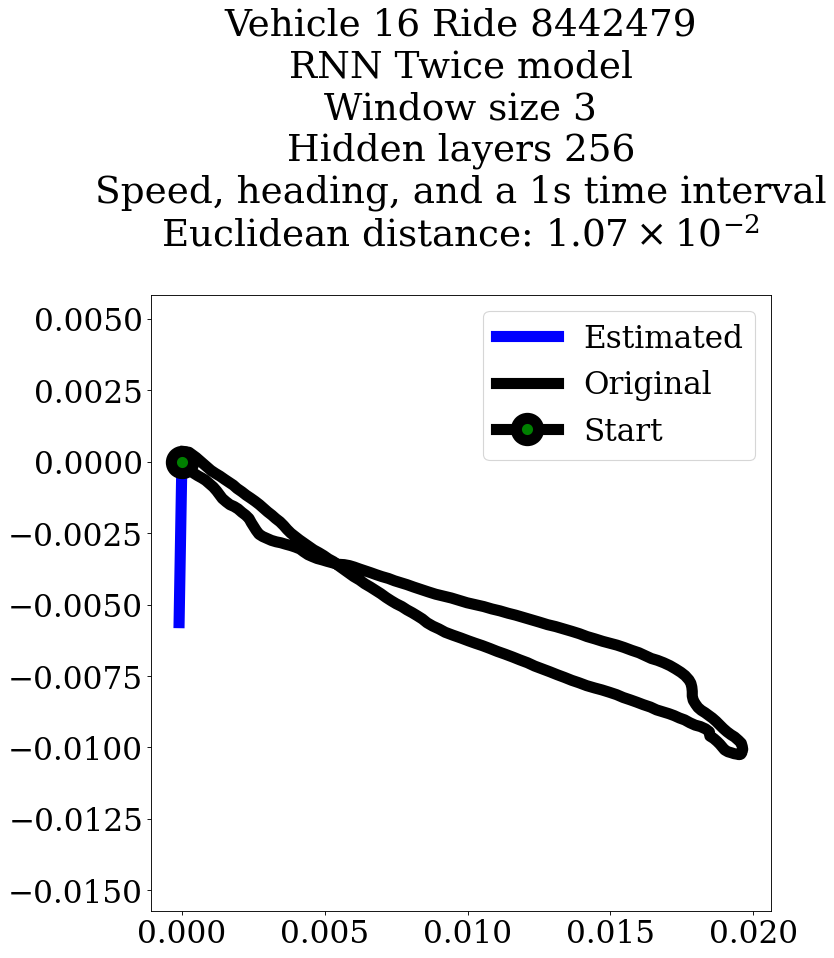 Vehicle 16 Ride 8442479
RNN Twice model
Window size 3
Hidden layers 256
Speed, heading, and a 1s time interval
Euclidean distance: 1.07 × 10⁻²
Estimated
Original
Start
0.0050
0.0025
0.0000
−0.0025
−0.0050
−0.0075
−0.0100
−0.0125
−0.0150
0.000 0.005 0.010 0.015 0.020